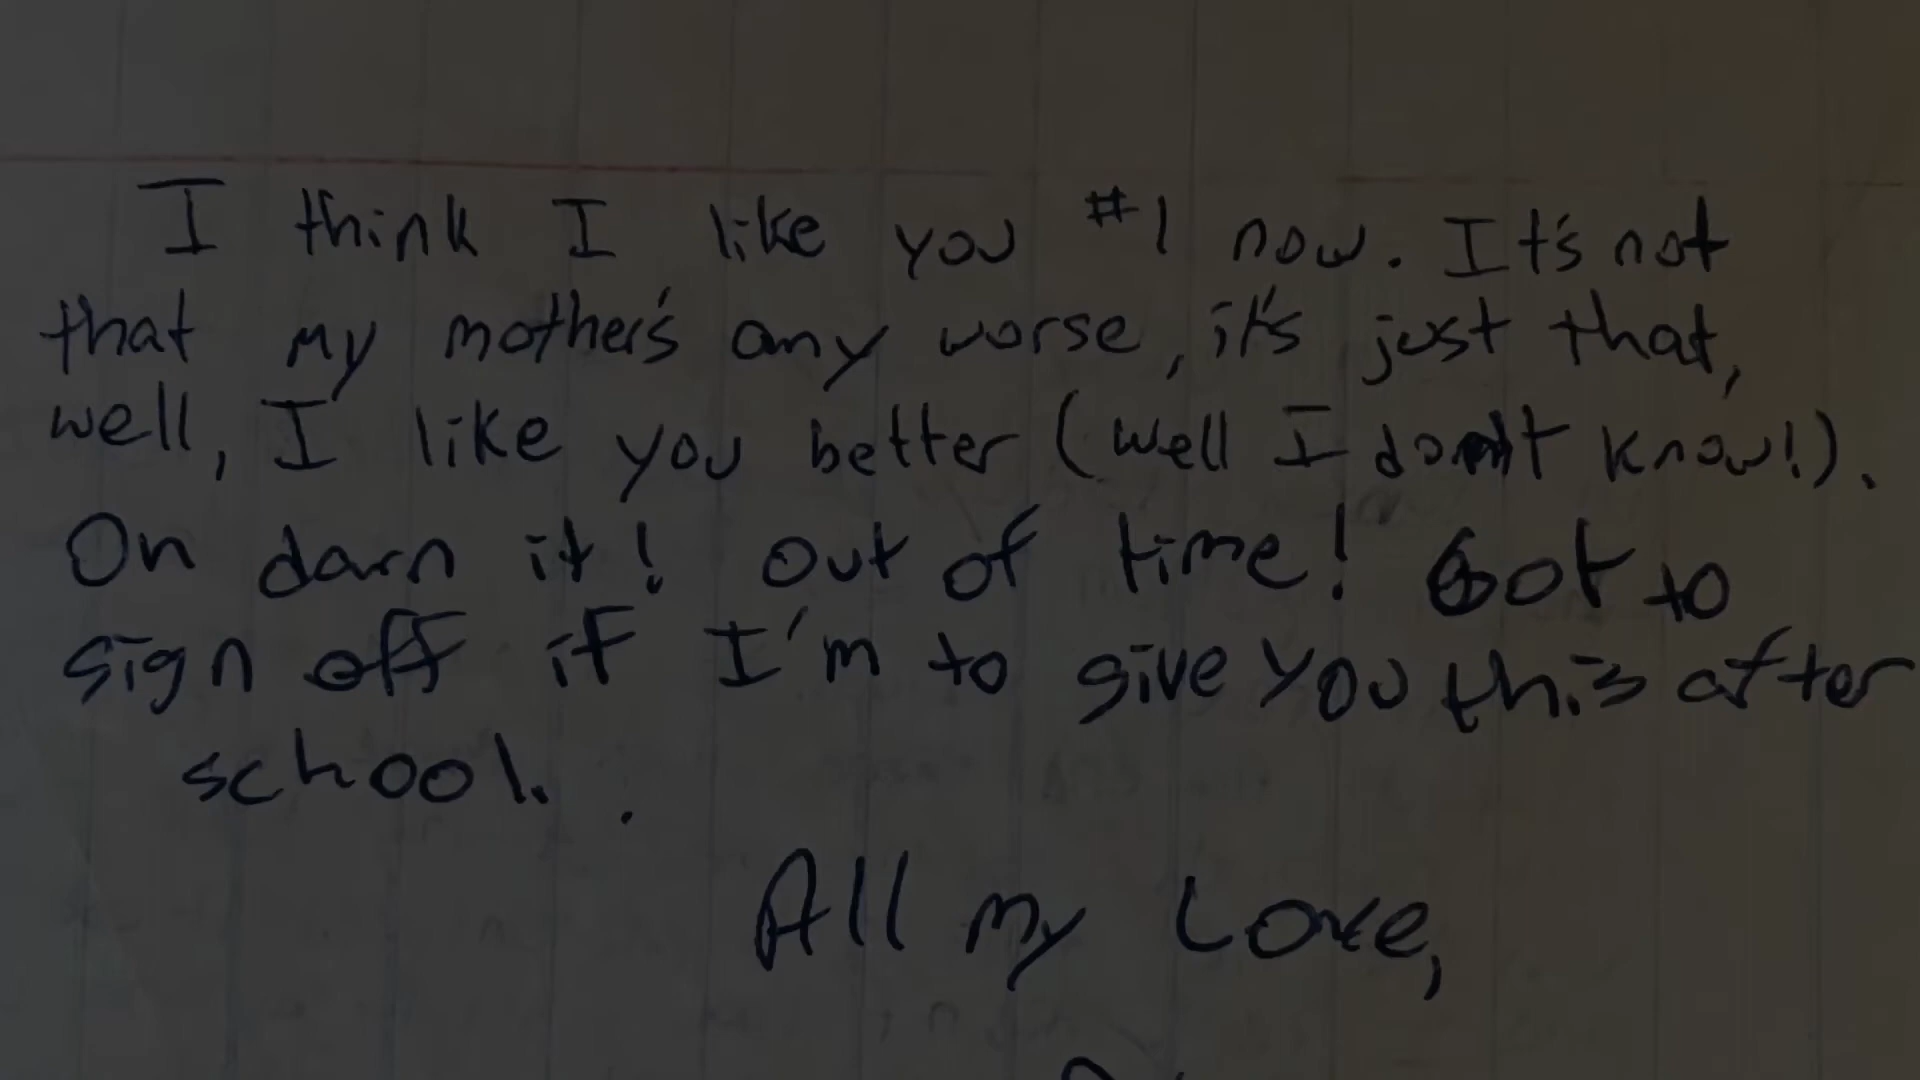 I think I like you #1 now. It's not
that my mother's any worse, it's just that,
well, I like you better (well I don't know!).
On darn it! Out of time! Got to
sign off if I'm to give you this after
school.
All my Love,